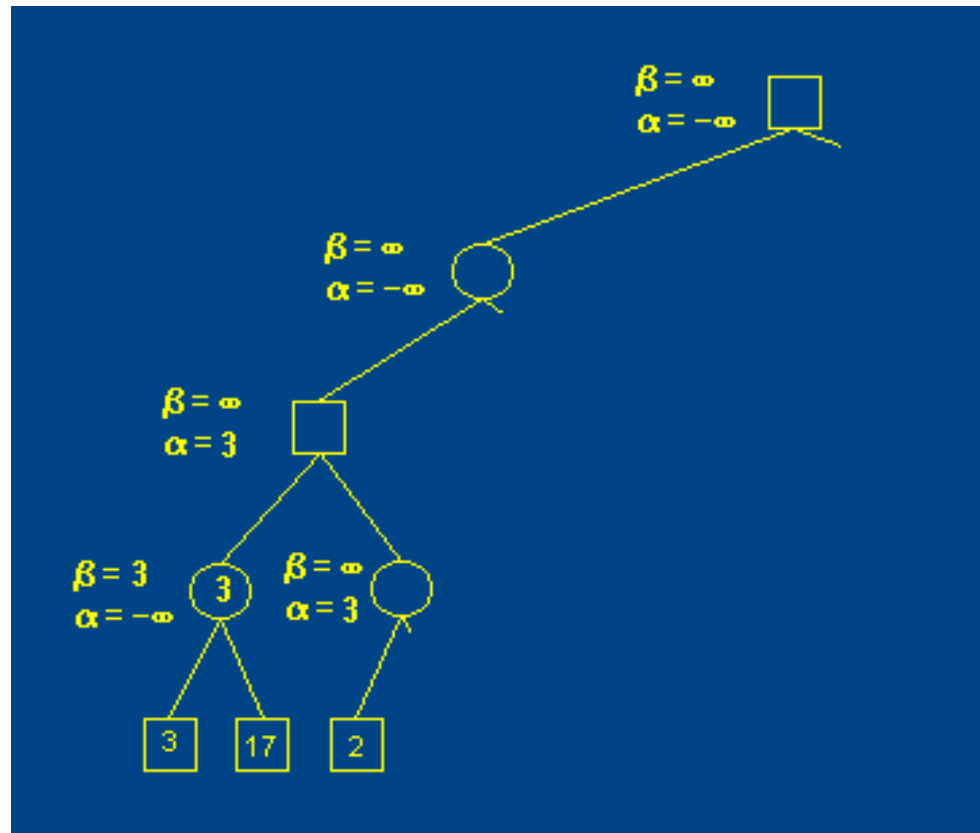 β = ∞
α = −∞
β = ∞
α = −∞
β = ∞
α = 3
β = 3
α = −∞
3
β = ∞
α = 3
3
17
2